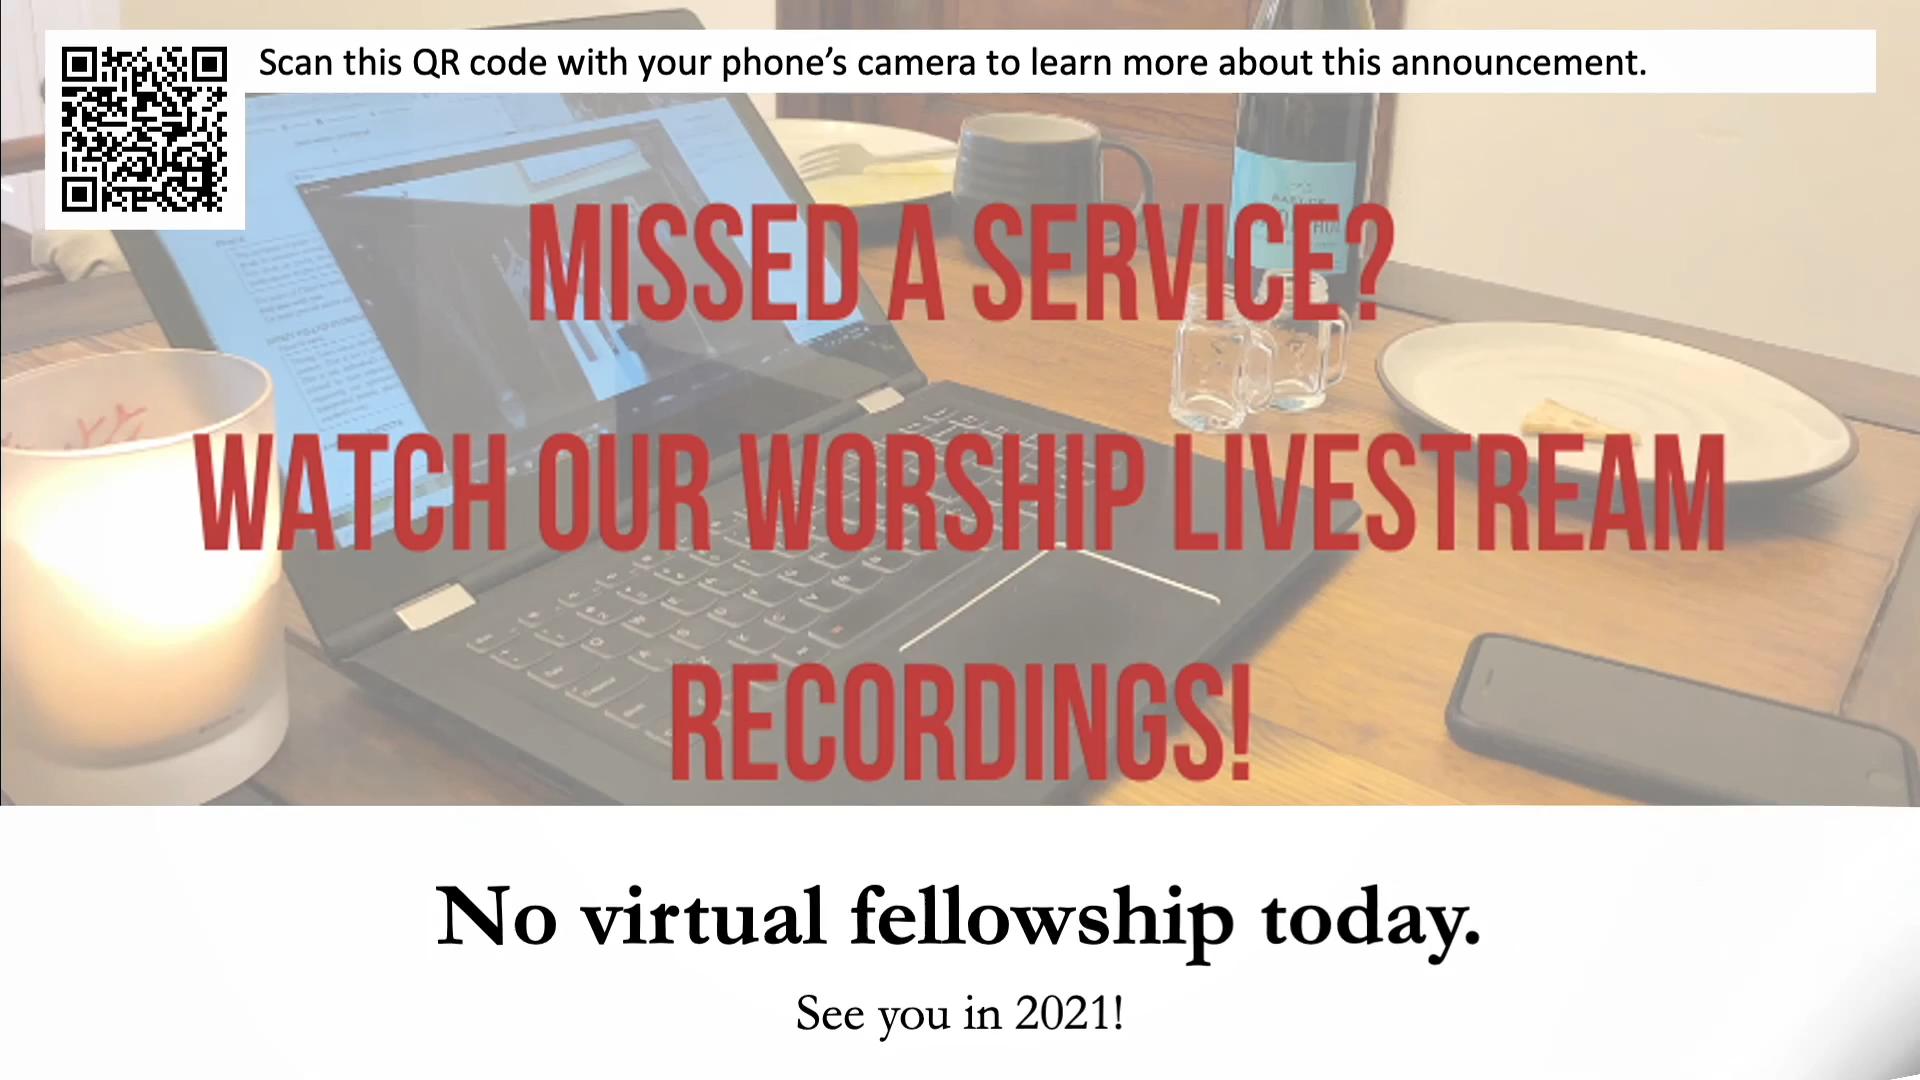 Scan this QR code with your phone’s camera to learn more about this announcement.
MISSED A SERVICE?
WATCH OUR WORSHIP LIVESTREAM
RECORDINGS!
No virtual fellowship today.
See you in 2021!